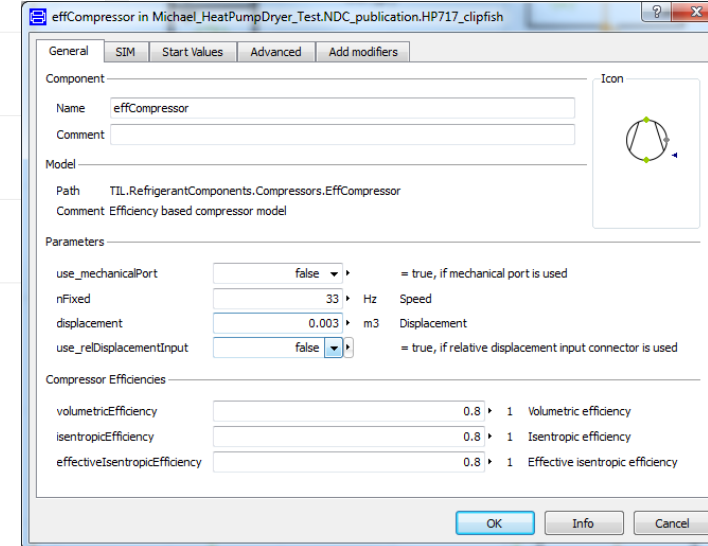 effCompressor in Michael_HeatPumpDryer_Test.NDC_publication.HP717_clipfish
General SIM Start Values Advanced Add modifiers
Component
Icon
Name effCompressor
Comment
Model
Path TIL.RefrigerantComponents.Compressors.EffCompressor
Comment Efficiency based compressor model
Parameters
use_mechanicalPort false = true, if mechanical port is used
nFixed 33 Hz Speed
displacement 0.003 m3 Displacement
use_relDisplacementInput false = true, if relative displacement input connector is used
Compressor Efficiencies
volumetricEfficiency 0.8 1 Volumetric efficiency
isentropicEfficiency 0.8 1 Isentropic efficiency
effectiveIsentropicEfficiency 0.8 1 Effective isentropic efficiency
OK Info Cancel